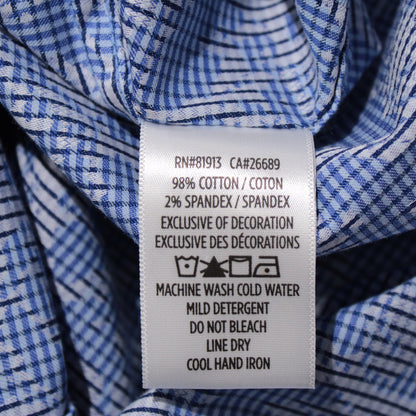 RN#81913 CA#26689
98% COTTON / COTON
2% SPANDEX / SPANDEX
EXCLUSIVE OF DECORATION
EXCLUSIVE DES DÉCORATIONS
MACHINE WASH COLD WATER
MILD DETERGENT
DO NOT BLEACH
LINE DRY
COOL HAND IRON